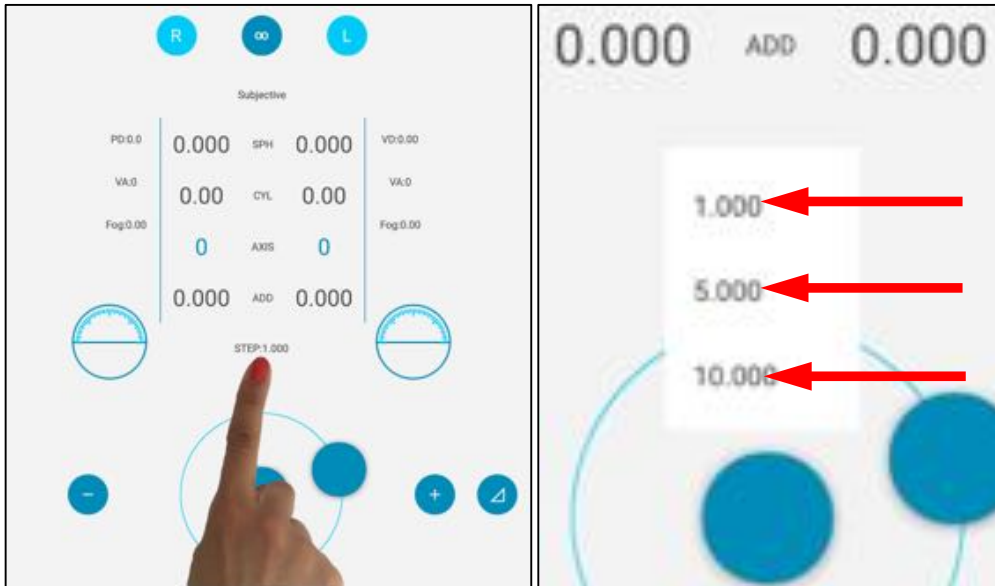 R ∞ L
Subjective
PD:0.0 0.000 SPH 0.000 VD:0.00
VA:0 0.00 CYL 0.00 VA:0
Fog:0.00 0 AXIS 0 Fog:0.00
0.000 ADD 0.000
STEP:1.000
- +
0.000 ADD 0.000
1.000
5.000
10.000